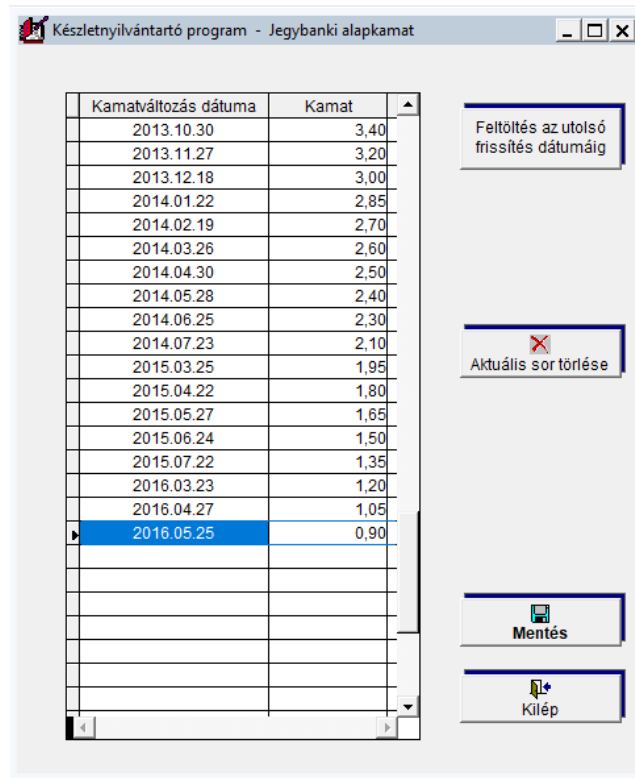 Készletnyilvántartó program - Jegybanki alapkamat
Kamatváltozás dátuma Kamat
2013.10.30 3,40
2013.11.27 3,20
2013.12.18 3,00
2014.01.22 2,85
2014.02.19 2,70
2014.03.26 2,60
2014.04.30 2,50
2014.05.28 2,40
2014.06.25 2,30
2014.07.23 2,10
2015.03.25 1,95
2015.04.22 1,80
2015.05.27 1,65
2015.06.24 1,50
2015.07.22 1,35
2016.03.23 1,20
2016.04.27 1,05
2016.05.25 0,90
Feltöltés az utolsó
frissítés dátumáig
Aktuális sor törlése
Mentés
Kilép